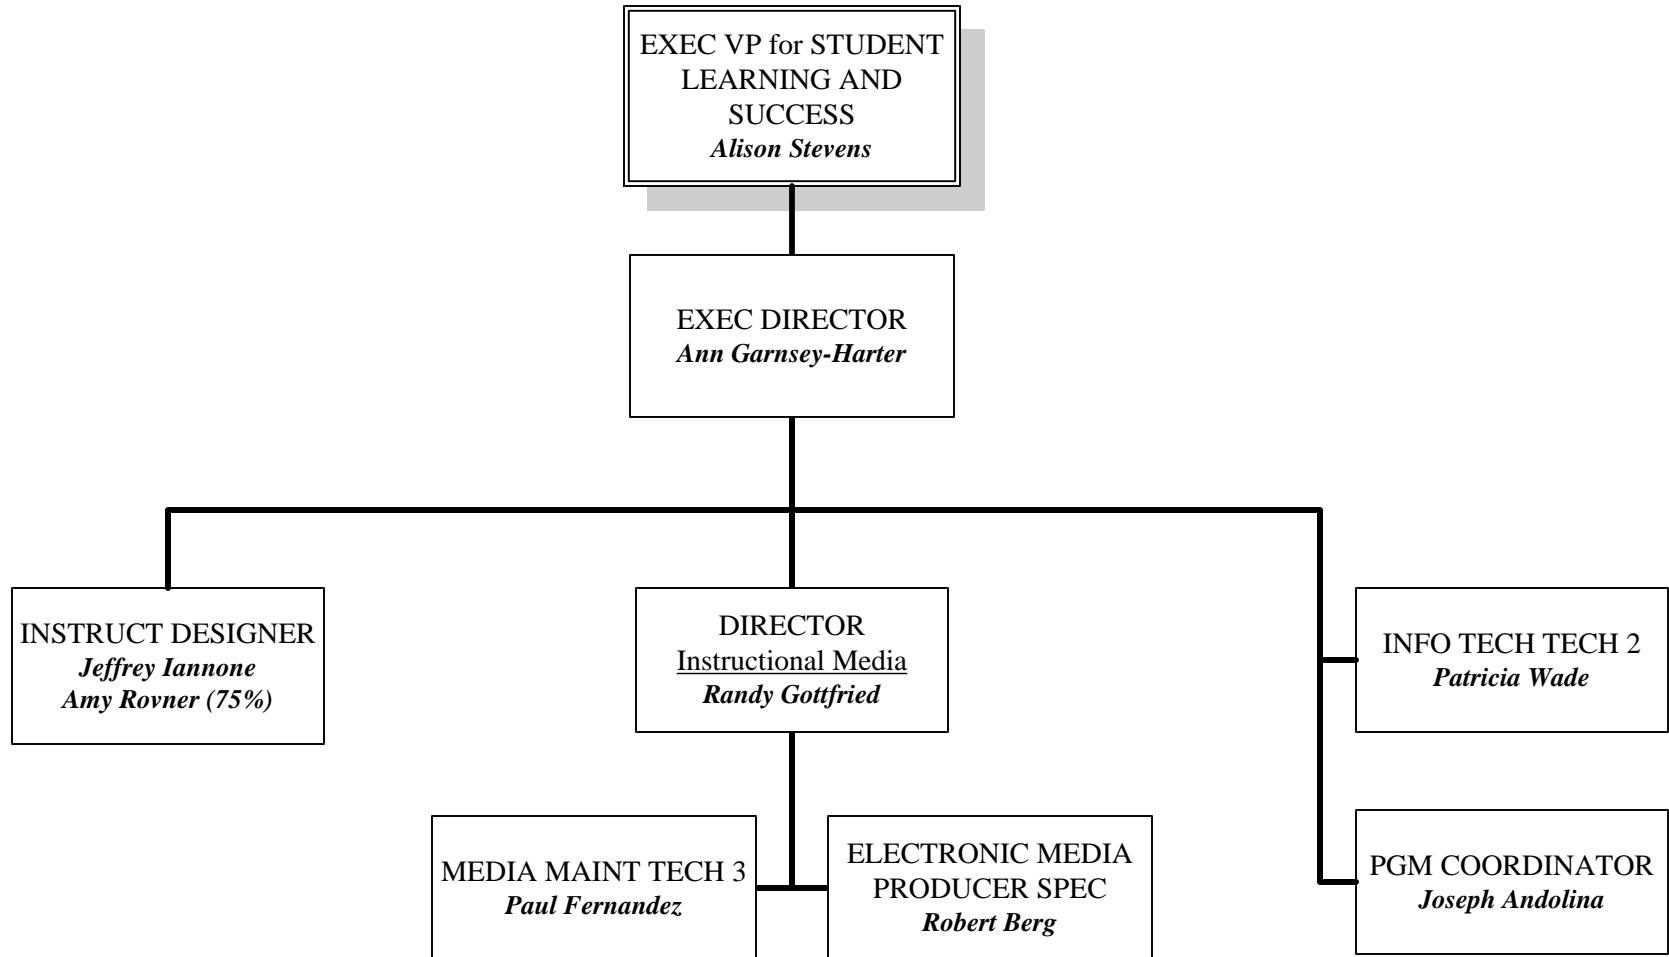 EXEC VP for STUDENT
LEARNING AND
SUCCESS
Alison Stevens
EXEC DIRECTOR
Ann Garnsey-Harter
INSTRUCT DESIGNER
Jeffrey Iannone
Amy Rovner (75%)
DIRECTOR
Instructional Media
Randy Gottfried
INFO TECH TECH 2
Patricia Wade
MEDIA MAINT TECH 3
Paul Fernandez
ELECTRONIC MEDIA
PRODUCER SPEC
Robert Berg
PGM COORDINATOR
Joseph Andolina